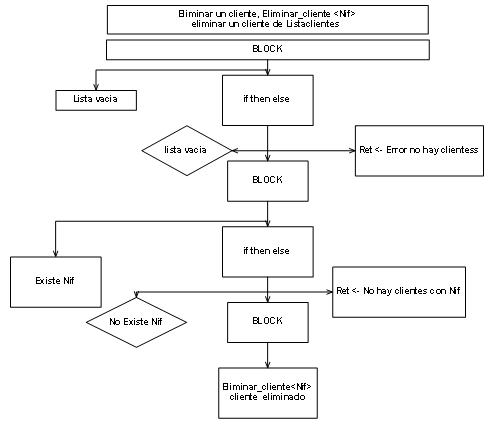 Eliminar un cliente, Eliminar_cliente <Nif>
eliminar un cliente de Listaclientes
BLOCK
Lista vacia
if then else
lista vacia
Ret <- Error no hay clientess
BLOCK
if then else
Existe Nif
Ret <- No hay clientes con Nif
No Existe Nif
BLOCK
Eliminar_cliente<Nif>
cliente eliminado